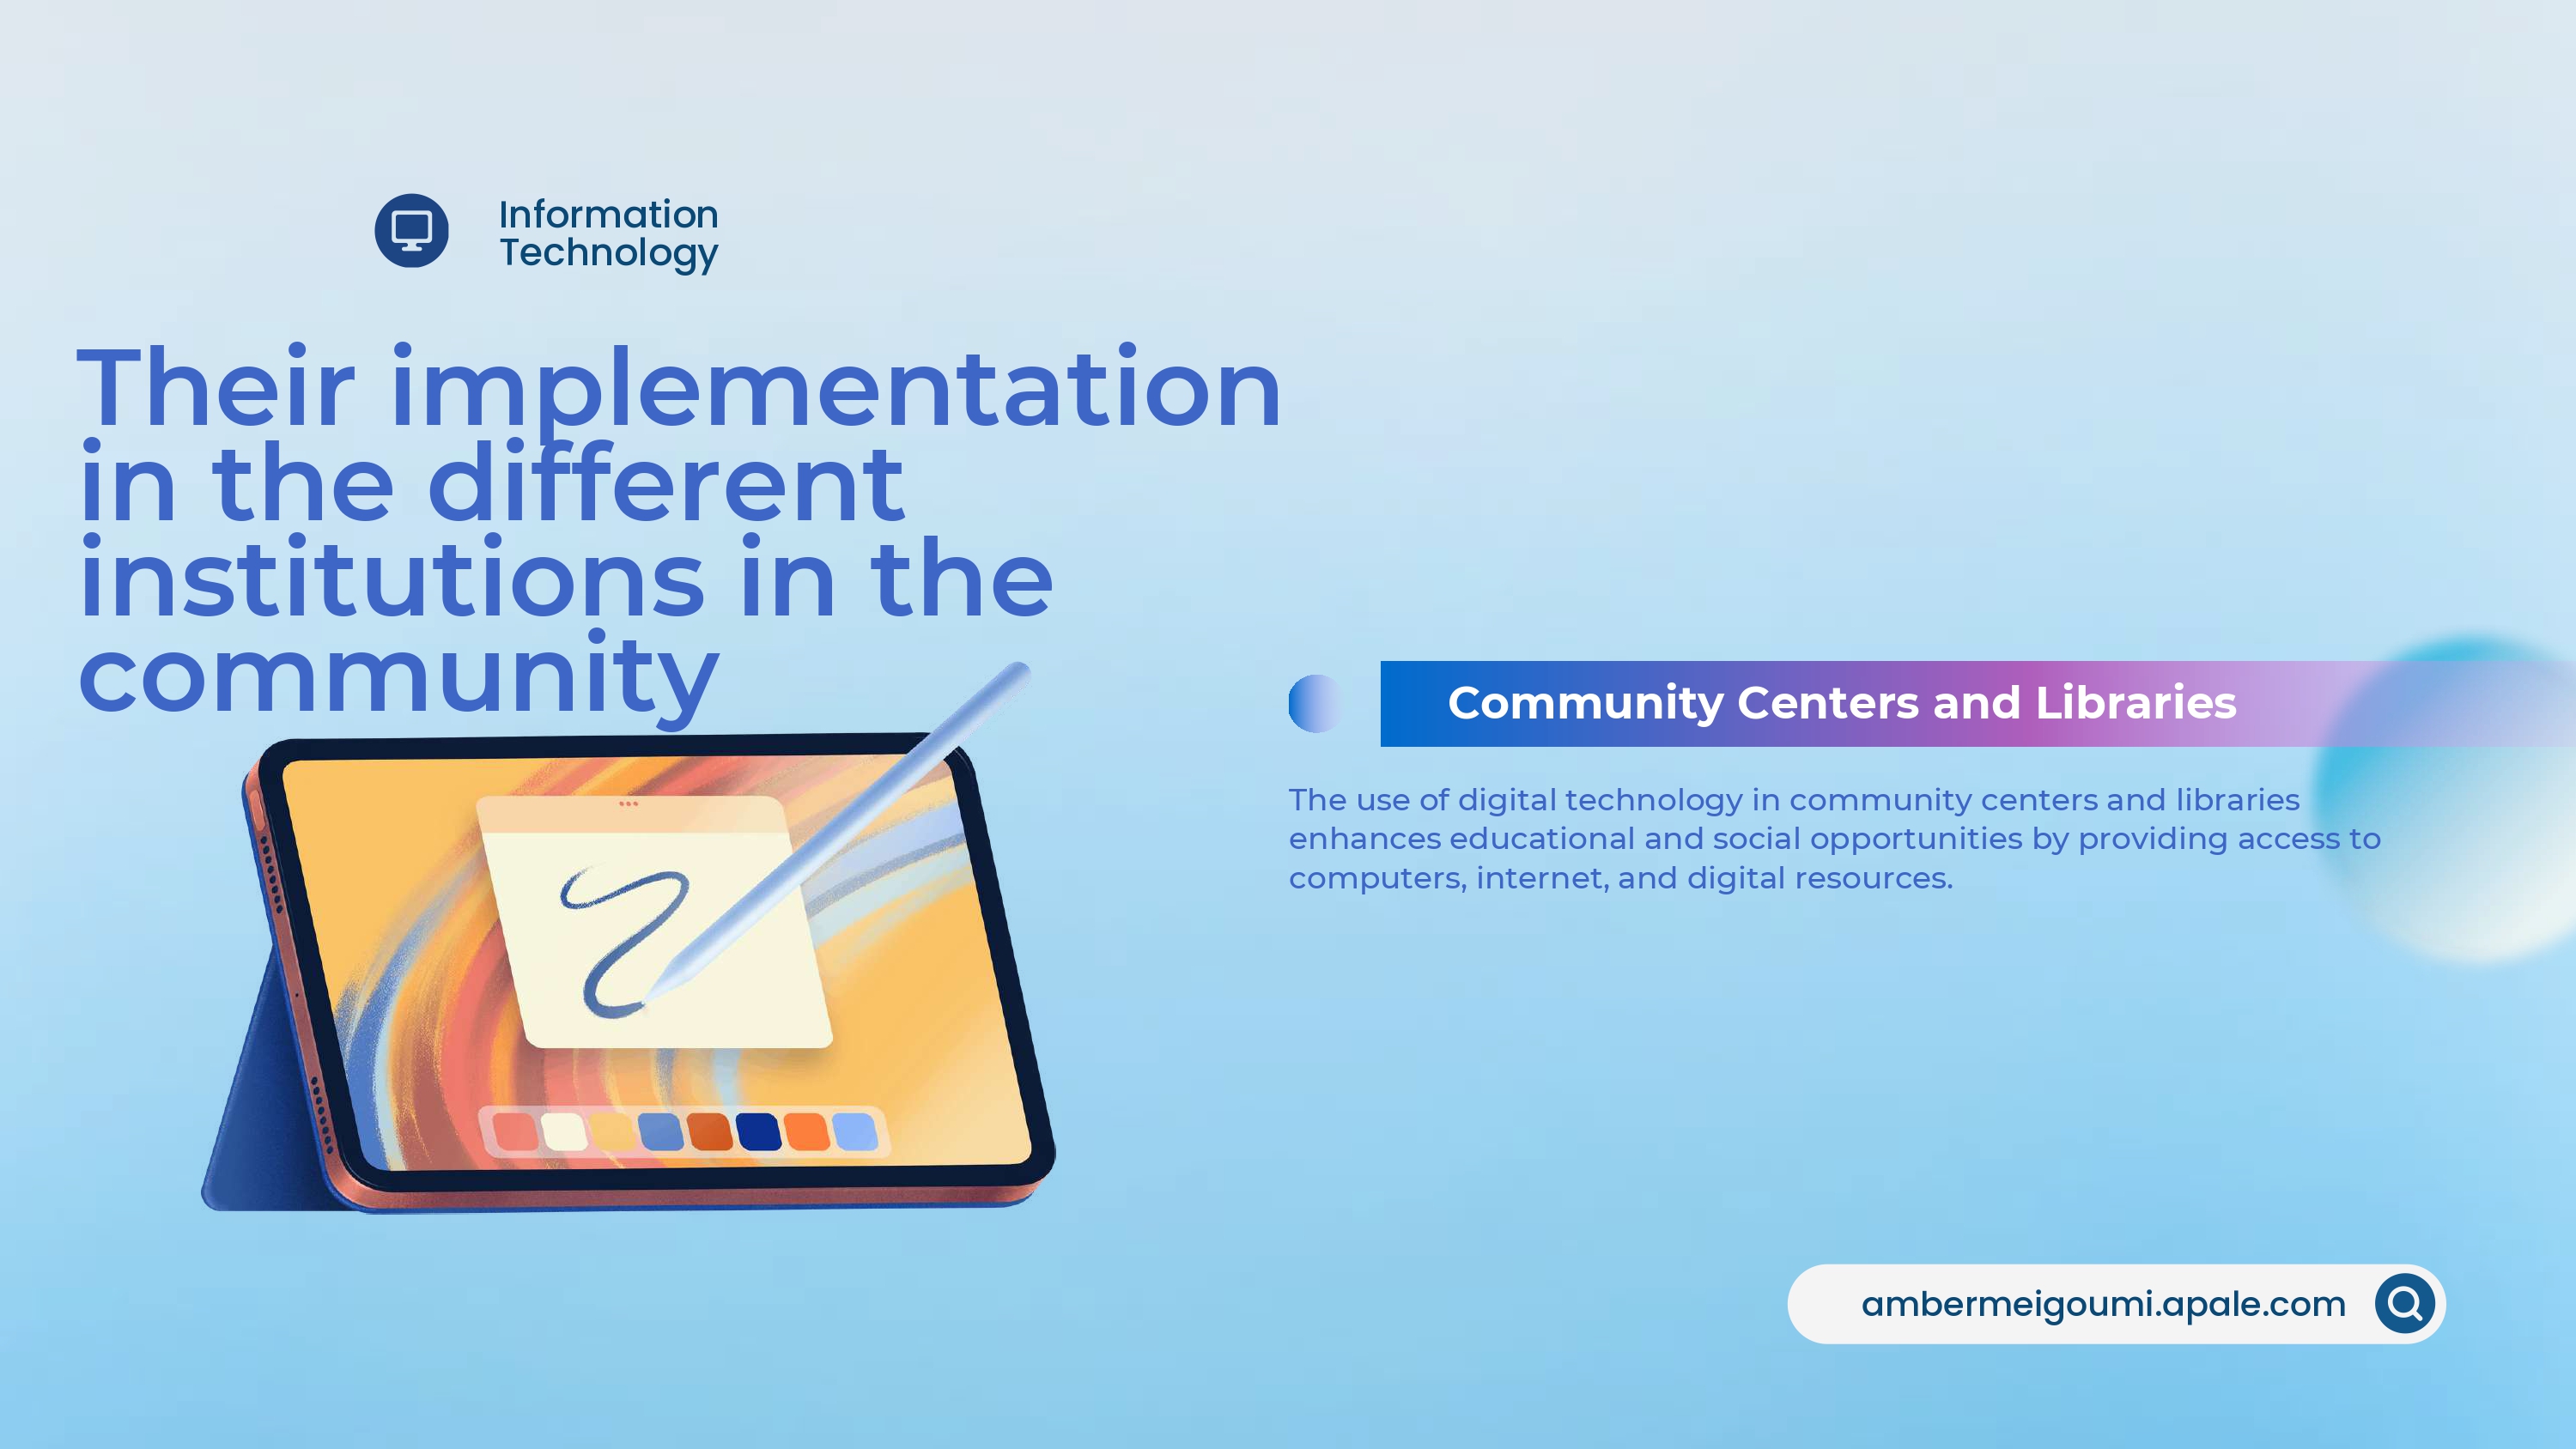 Information
Technology
Their implementation
in the different
institutions in the
community
Community Centers and Libraries
The use of digital technology in community centers and libraries
enhances educational and social opportunities by providing access to
computers, internet, and digital resources.
ambermeigoumi.apale.com